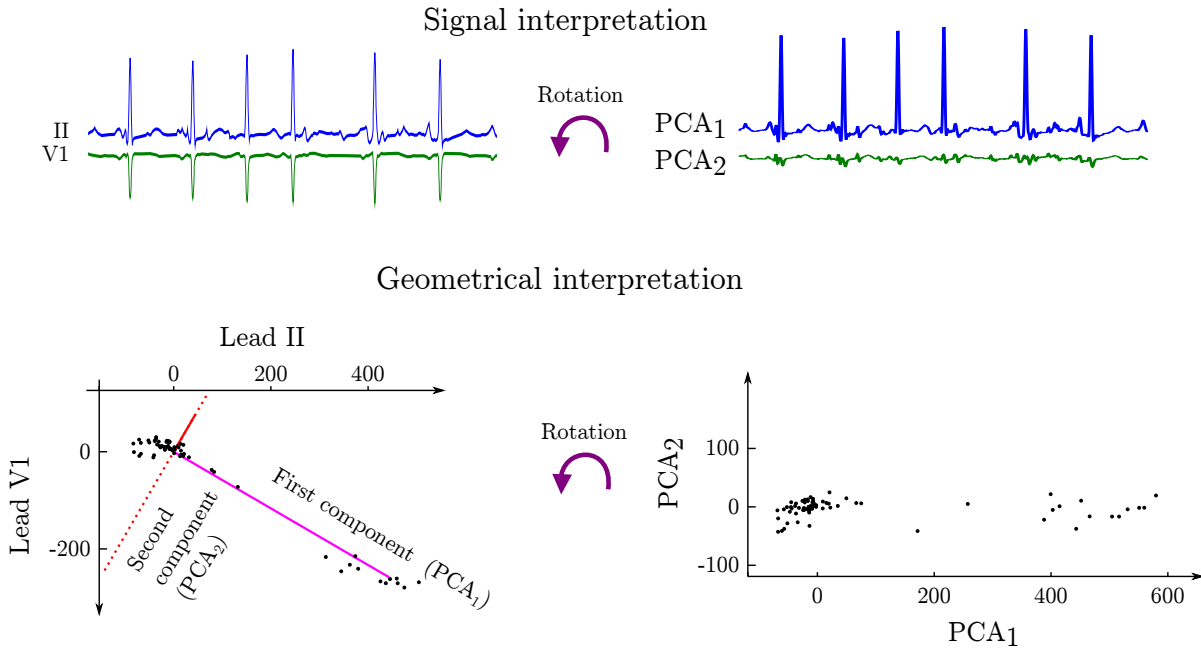 Signal interpretation
II
V1
Rotation
PCA1
PCA2
Geometrical interpretation
Lead II
0
200
400
Lead V1
0
-200
Second
component
(PCA2)
First component
(PCA1)
Rotation
PCA2
100
0
-100
0
200
400
600
PCA1